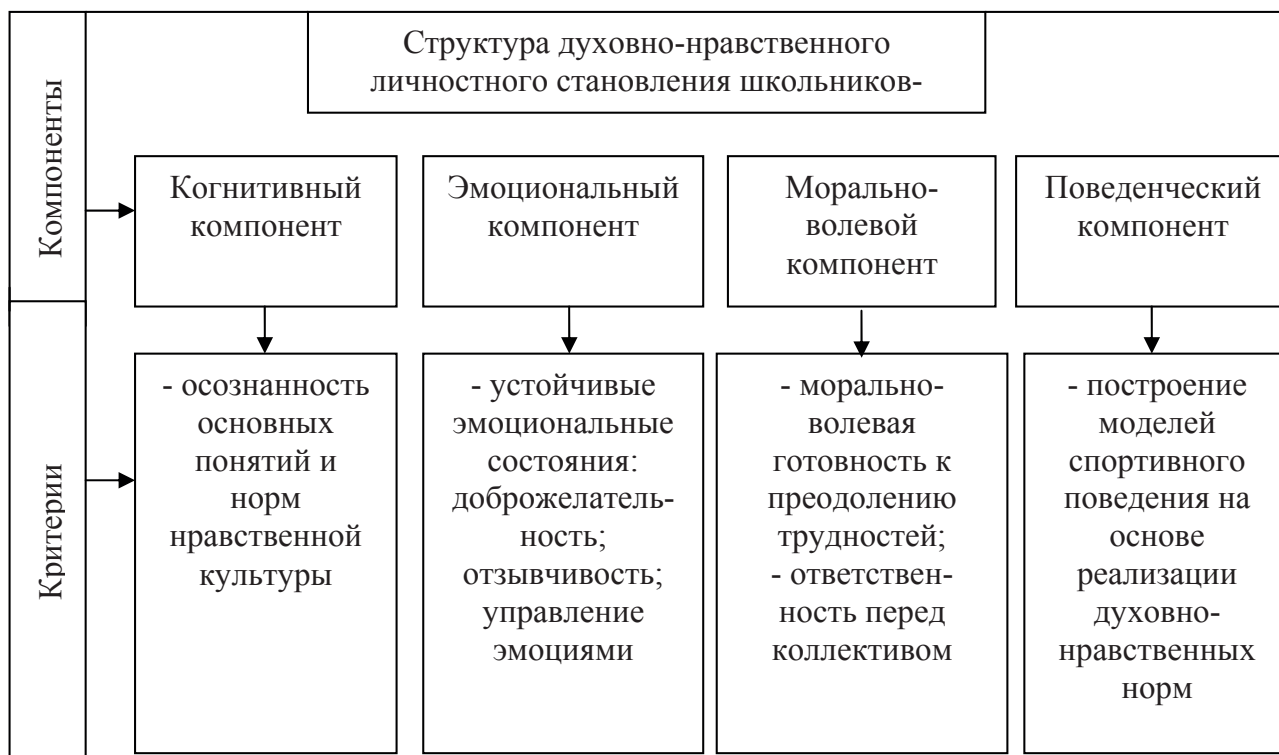 Структура духовно-нравственного
личностного становления школьников-
Компоненты
Когнитивный
компонент
Эмоциональный
компонент
Морально-
волевой
компонент
Поведенческий
компонент
Критерии
- осознанность
основных
понятий и
норм
нравственной
культуры
- устойчивые
эмоциональные
состояния:
доброжелатель-
ность;
отзывчивость;
управление
эмоциями
- морально-
волевая
готовность к
преодолению
трудностей;
- ответствен-
ность перед
коллективом
- построение
моделей
спортивного
поведения на
основе
реализации
духовно-
нравственных
норм